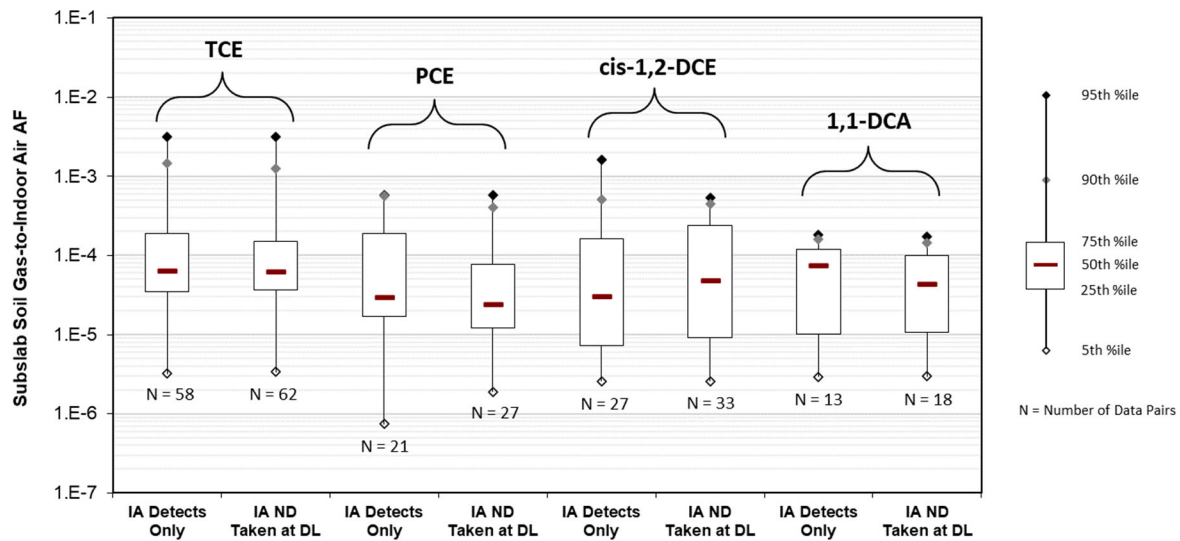 Subslab Soil Gas-to-Indoor Air AF
1.E-1
1.E-2
1.E-3
1.E-4
1.E-5
1.E-6
1.E-7
TCE
PCE
cis-1,2-DCE
1,1-DCA
N = 58
N = 62
N = 21
N = 27
N = 27
N = 33
N = 13
N = 18
IA Detects
Only
IA ND
Taken at DL
IA Detects
Only
IA ND
Taken at DL
IA Detects
Only
IA ND
Taken at DL
IA Detects
Only
IA ND
Taken at DL
95th %ile
90th %ile
75th %ile
50th %ile
25th %ile
5th %ile
N = Number of Data Pairs